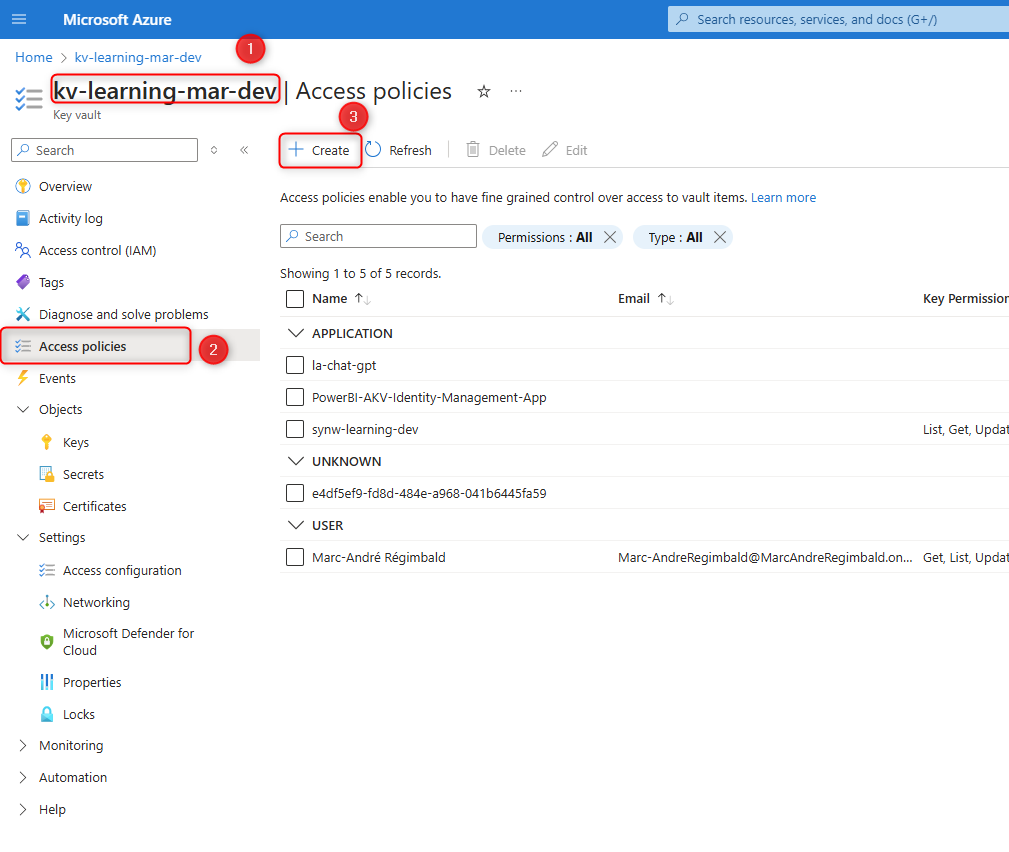 Microsoft Azure
Search resources, services, and docs (G+/)
Home > kv-learning-mar-dev
1
kv-learning-mar-dev | Access policies
Key vault
3
Search
Create Refresh Delete Edit
Overview
Activity log
Access control (IAM)
Tags
Diagnose and solve problems
Access policies
2
Events
Objects
Keys
Secrets
Certificates
Settings
Access configuration
Networking
Microsoft Defender for
Cloud
Properties
Locks
Monitoring
Automation
Help
Access policies enable you to have fine grained control over access to vault items. Learn more
Search
Permissions : All
Type : All
Showing 1 to 5 of 5 records.
Name Email Key Permission
APPLICATION
la-chat-gpt
PowerBI-AKV-Identity-Management-App
synw-learning-dev List, Get, Updat
UNKNOWN
e4df5ef9-fd8d-484e-a968-041b6445fa59
USER
Marc-André Régimbald Marc-AndreRegimbald@MarcAndreRegimbald.on... Get, List, Updat